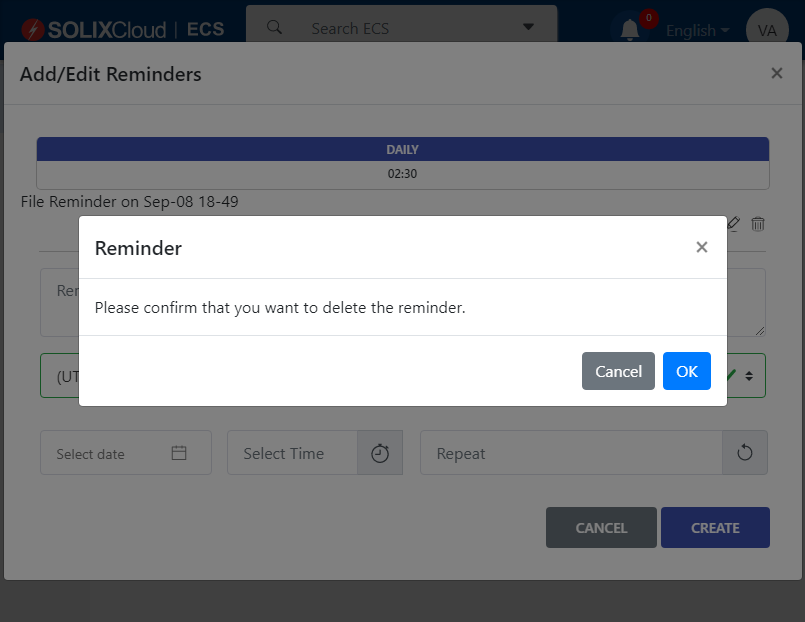 SOLIXCloud | ECS
Search ECS
0
English
VA
Add/Edit Reminders
×
DAILY
02:30
File Reminder on Sep-08 18-49
Reminder
×
Please confirm that you want to delete the reminder.
Cancel
OK
Select date
Select Time
Repeat
CANCEL
CREATE